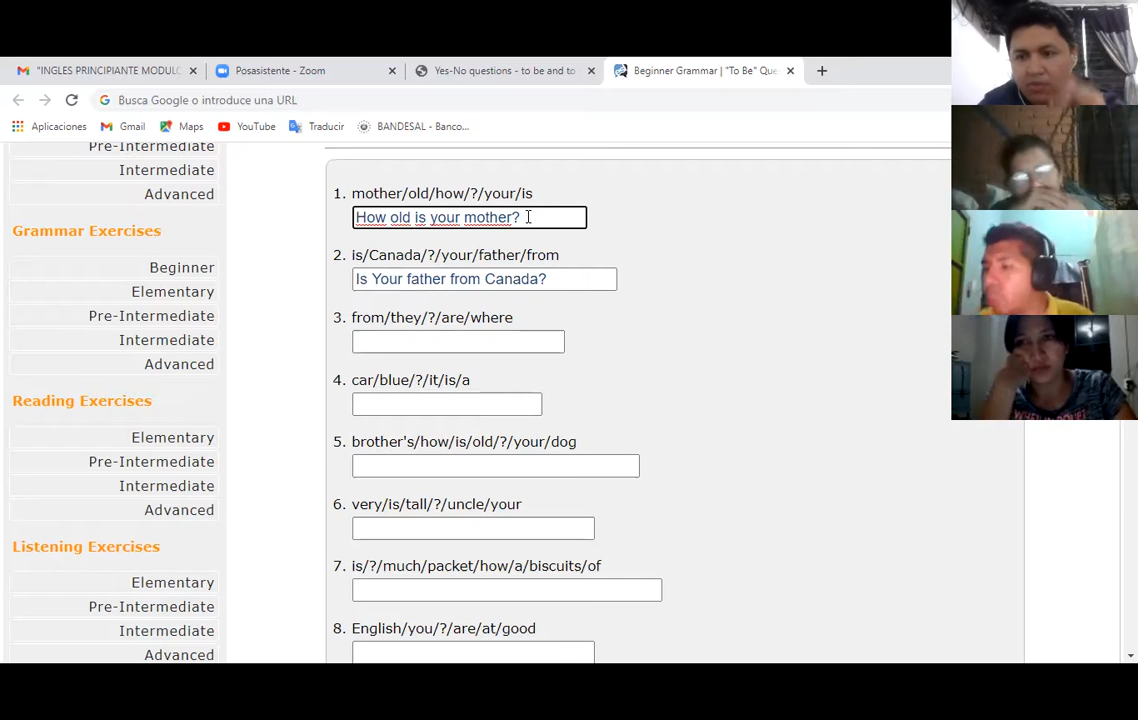 "INGLES PRINCIPIANTE MODULO
Posasistente - Zoom
Yes-No questions - to be and to
Beginner Grammar | "To Be" Que
Busca Google o introduce una URL
Aplicaciones
Gmail
Maps
YouTube
Traducir
BANDESAL - Banco...
Pre-Intermediate
Intermediate
Advanced
Grammar Exercises
Beginner
Elementary
Pre-Intermediate
Intermediate
Advanced
Reading Exercises
Elementary
Pre-Intermediate
Intermediate
Advanced
Listening Exercises
Elementary
Pre-Intermediate
Intermediate
Advanced
1. mother/old/how/?/your/is
How old is your mother?
2. is/Canada/?/your/father/from
Is Your father from Canada?
3. from/they/?/are/where
4. car/blue/?/it/is/a
5. brother's/how/is/old/?/your/dog
6. very/is/tall/?/uncle/your
7. is/?/much/packet/how/a/biscuits/of
8. English/you/?/are/at/good